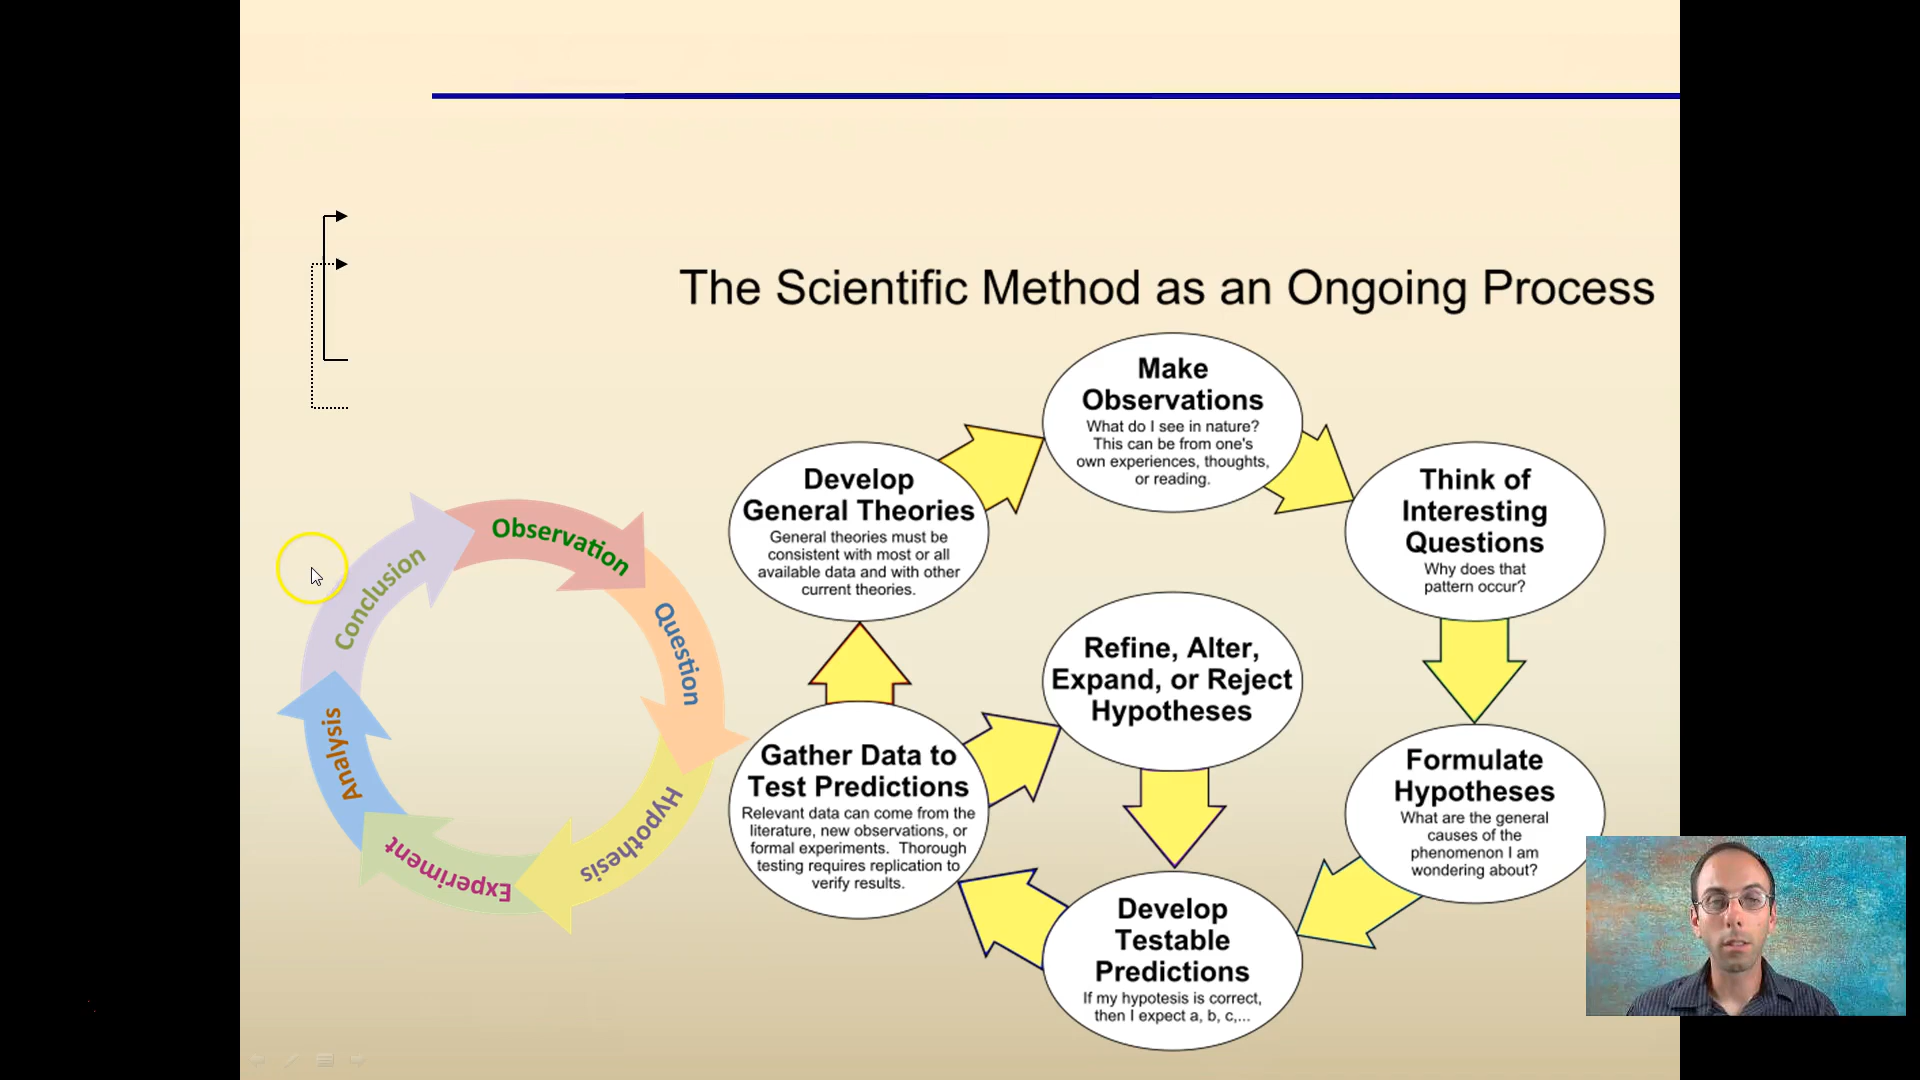 The Scientific Method as an Ongoing Process
Make
Observations
What do I see in nature?
This can be from one's
own experiences, thoughts,
or reading.
Think of
Interesting
Questions
Why does that
pattern occur?
Formulate
Hypotheses
What are the general
causes of the
phenomenon I am
wondering about?
Develop
Testable
Predictions
If my hypotesis is correct,
then I expect a, b, c,...
Gather Data to
Test Predictions
Relevant data can come from the
literature, new observations, or
formal experiments. Thorough
testing requires replication to
verify results.
Refine, Alter,
Expand, or Reject
Hypotheses
Develop
General Theories
General theories must be
consistent with most or all
available data and with other
current theories.
Observation
Question
Hypothesis
Experiment
Analysis
Conclusion